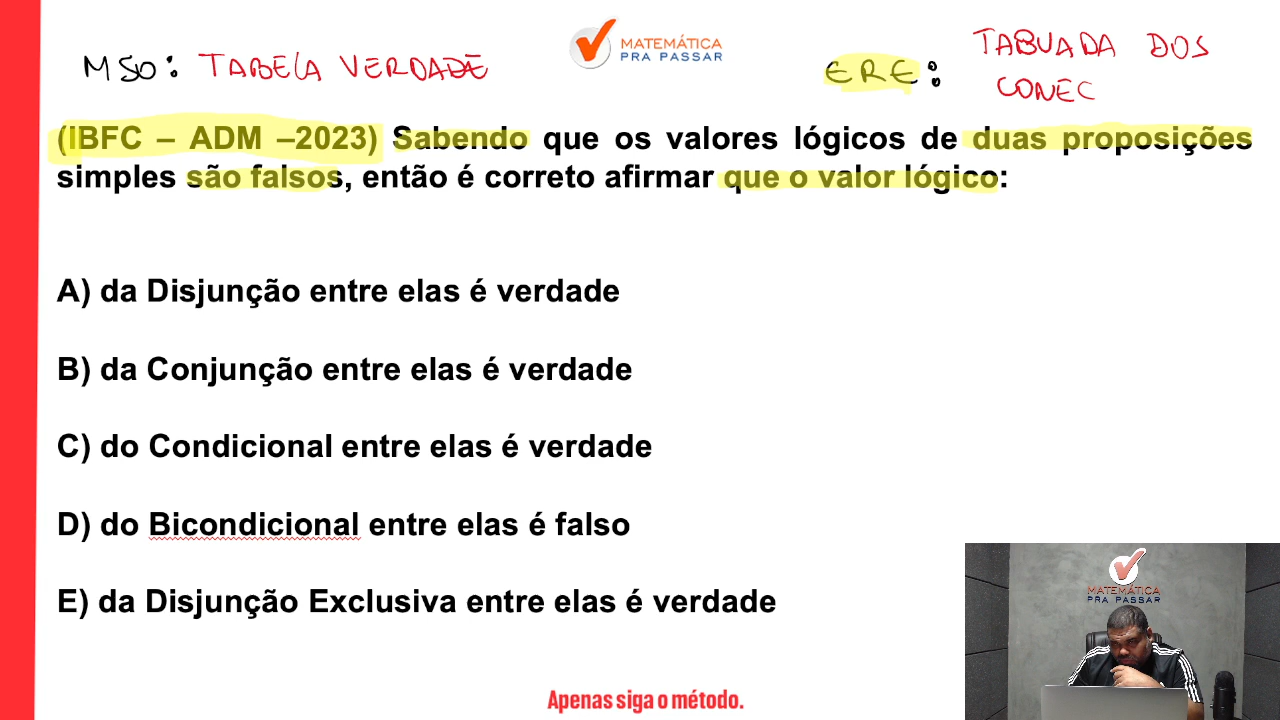 MATEMÁTICA
PRA PASSAR
MSO: TABELA VERDADE
ERE: TABUADA DOS
CONEC
(IBFC – ADM –2023) Sabendo que os valores lógicos de duas proposições
simples são falsos, então é correto afirmar que o valor lógico:
A) da Disjunção entre elas é verdade
B) da Conjunção entre elas é verdade
C) do Condicional entre elas é verdade
D) do Bicondicional entre elas é falso
E) da Disjunção Exclusiva entre elas é verdade
MATEMÁTICA
PRA PASSAR
Apenas siga o método.